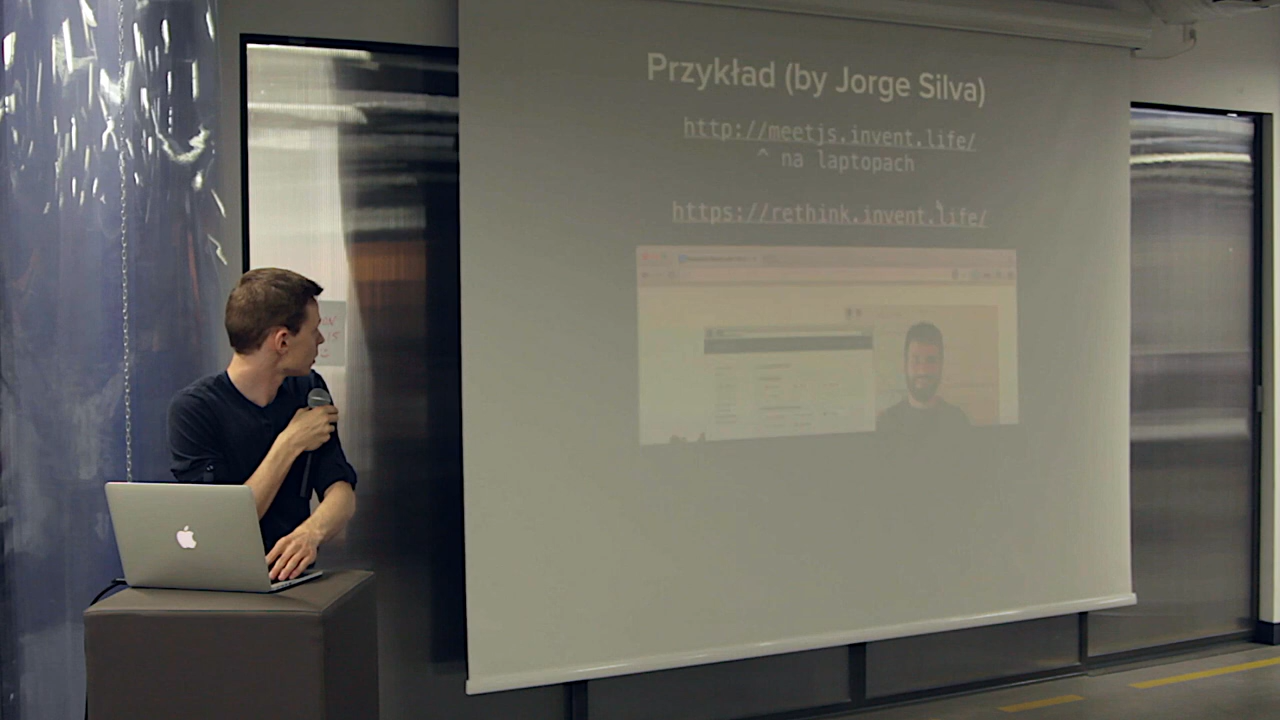 Przykład (by Jorge Silva)
http://meetjs.invent.life/
^ na laptopach
https://rethink.invent.life/